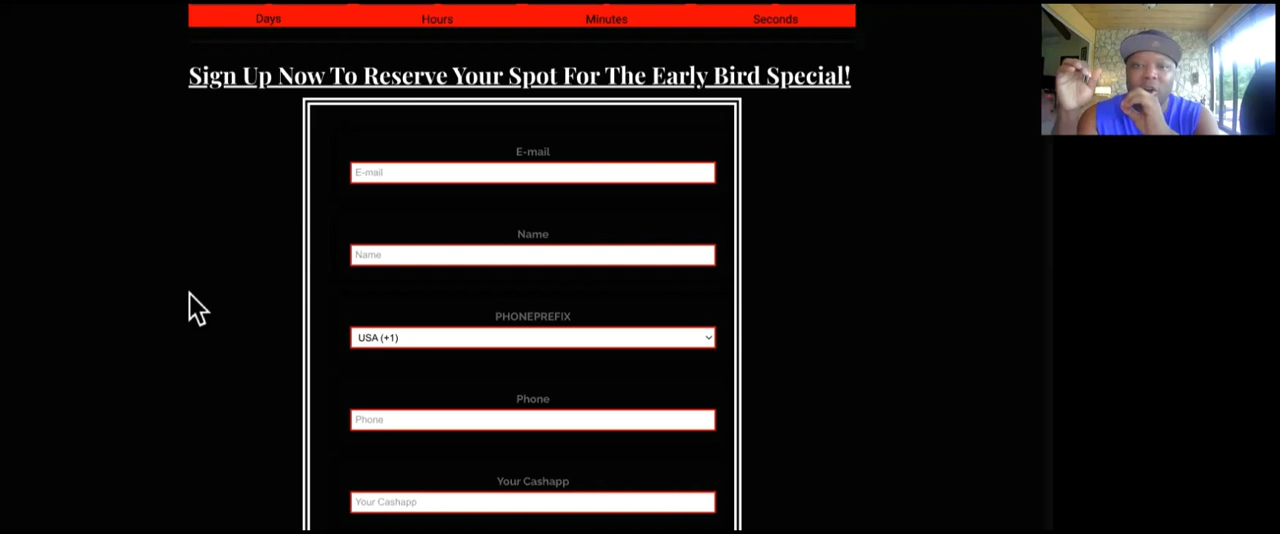 Days Hours Minutes Seconds
Sign Up Now To Reserve Your Spot For The Early Bird Special!
E-mail
E-mail
Name
Name
PHONEPREFIX
USA (+1)
Phone
Phone
Your Cashapp
Your Cashapp